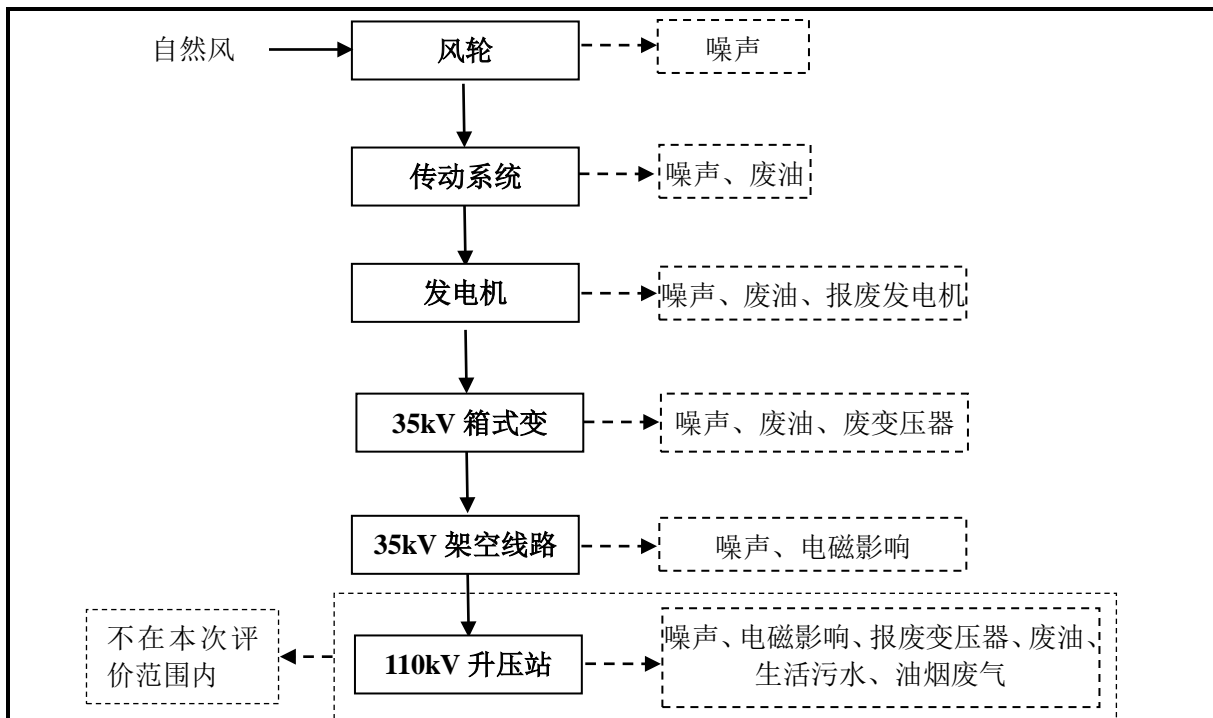 自然风
风轮
噪声
传动系统
噪声、废油
发电机
噪声、废油、报废发电机
35kV 箱式变
噪声、废油、废变压器
35kV 架空线路
噪声、电磁影响
不在本次评
价范围内
110kV 升压站
噪声、电磁影响、报废变压器、废油、
生活污水、油烟废气